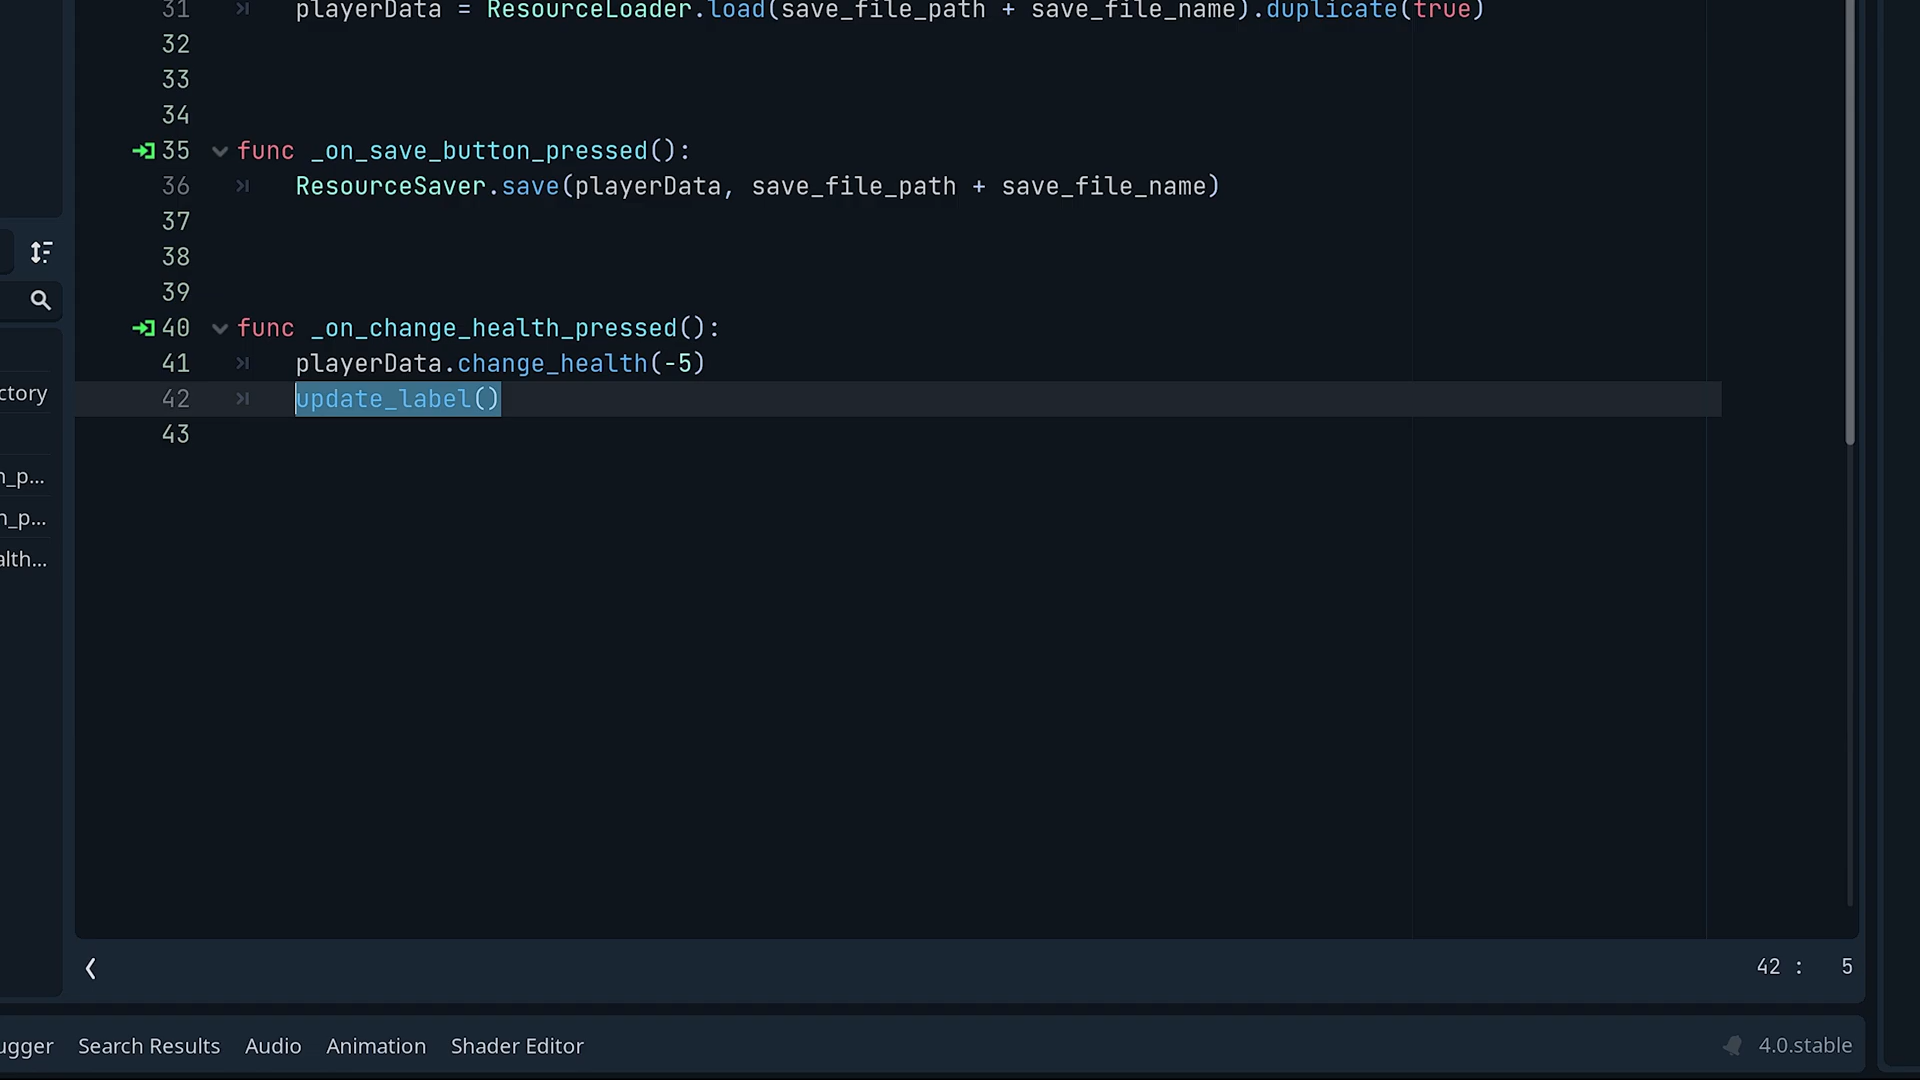 31 playerData = ResourceLoader.load(save_file_path + save_file_name).duplicate(true)
32
33
34
35 func _on_save_button_pressed():
36 ResourceSaver.save(playerData, save_file_path + save_file_name)
37
38
39
40 func _on_change_health_pressed():
41 playerData.change_health(-5)
42 update_label()
43
ctory
n_p...
n_p...
alth...
42 : 5
ugger Search Results Audio Animation Shader Editor 4.0.stable